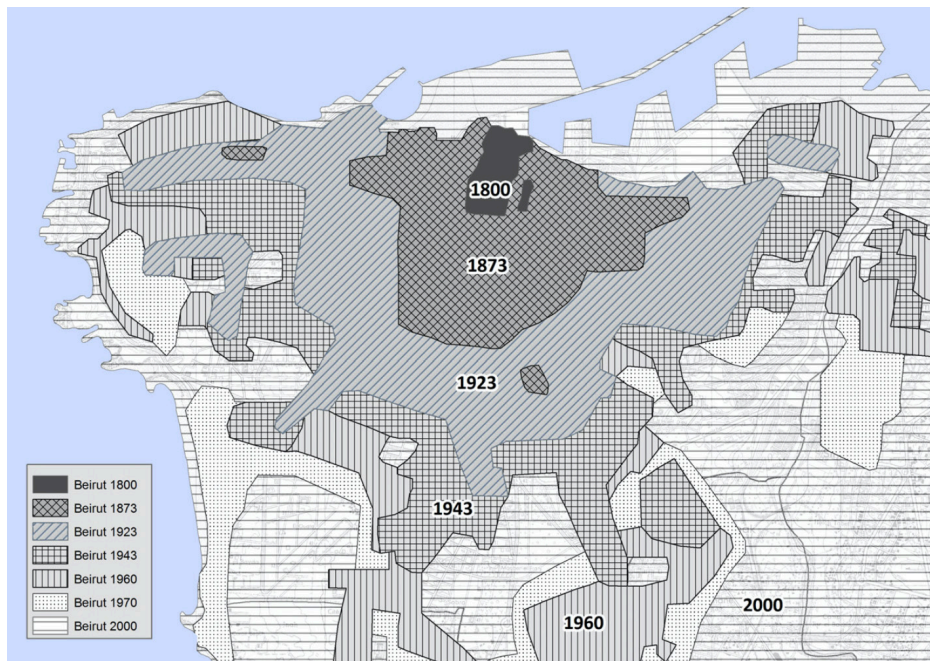 1800
1873
1923
1943
1960
2000
Beirut 1800
Beirut 1873
Beirut 1923
Beirut 1943
Beirut 1960
Beirut 1970
Beirut 2000